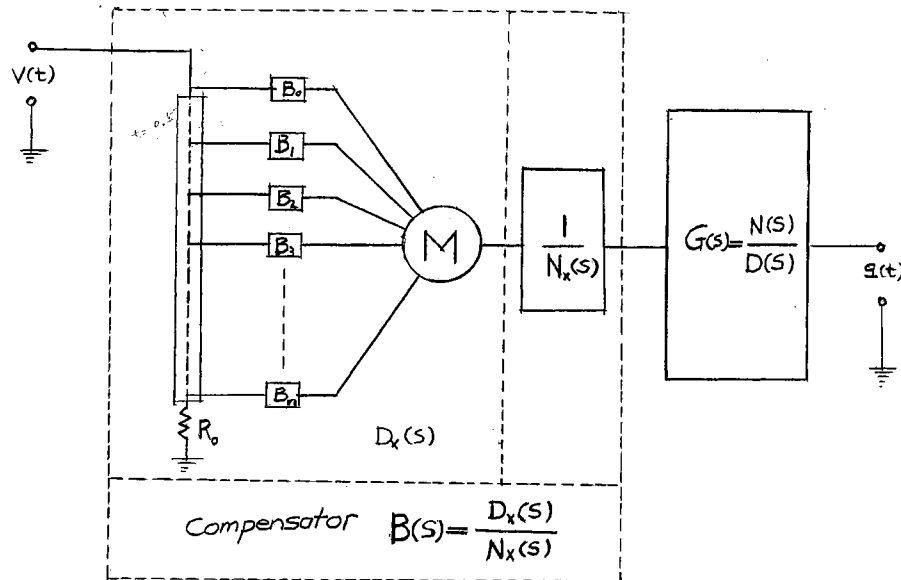 V(t)
B₀
B₁
B₂
B₃
Bₙ
R₀
M
Dₓ(S)
1
Nₓ(S)
G(S)=N(S)
D(S)
q(t)
Compensator B(S)=Dₓ(S)
Nₓ(S)